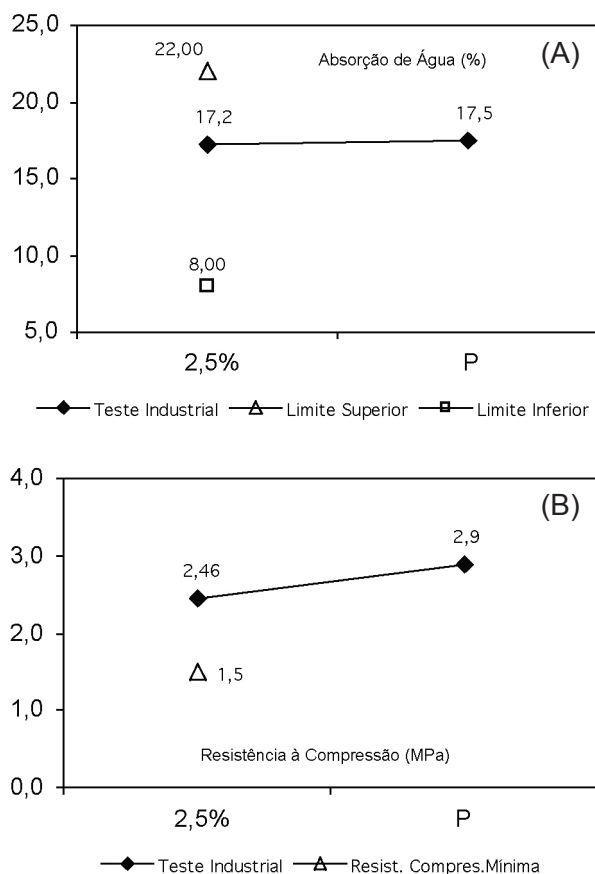 25,0
22,00
Absorção de Água (%)
(A)
20,0
17,2
17,5
15,0
10,0
8,00
5,0
2,5%
P
Teste Industrial
Limite Superior
Limite Inferior
4,0
(B)
3,0
2,9
2,46
2,0
1,5
1,0
Resistência à Compressão (MPa)
0,0
2,5%
P
Teste Industrial
Resist. Compres.Mínima